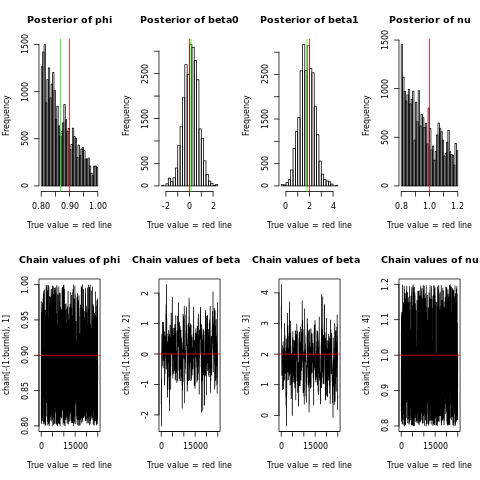 Posterior of phi
Posterior of beta0
Posterior of beta1
Posterior of nu
Frequency
Frequency
Frequency
Frequency
0 500 1000 1500
0 500 1500 2500
0 500 1500 2500
0 500 1000 1500
0.80 0.90 1.00
-2 0 2
0 2 4
0.8 1.0 1.2
True value = red line
True value = red line
True value = red line
True value = red line
Chain values of phi
Chain values of beta
Chain values of beta
Chain values of nu
chain[-(1:burnIn), 1]
chain[-(1:burnIn), 2]
chain[-(1:burnIn), 3]
chain[-(1:burnIn), 4]
0.80 0.85 0.90 0.95 1.00
-2 -1 0 1 2
0 1 2 3 4
0.8 0.9 1.0 1.1 1.2
0 15000
0 15000
0 15000
0 15000
True value = red line
True value = red line
True value = red line
True value = red line